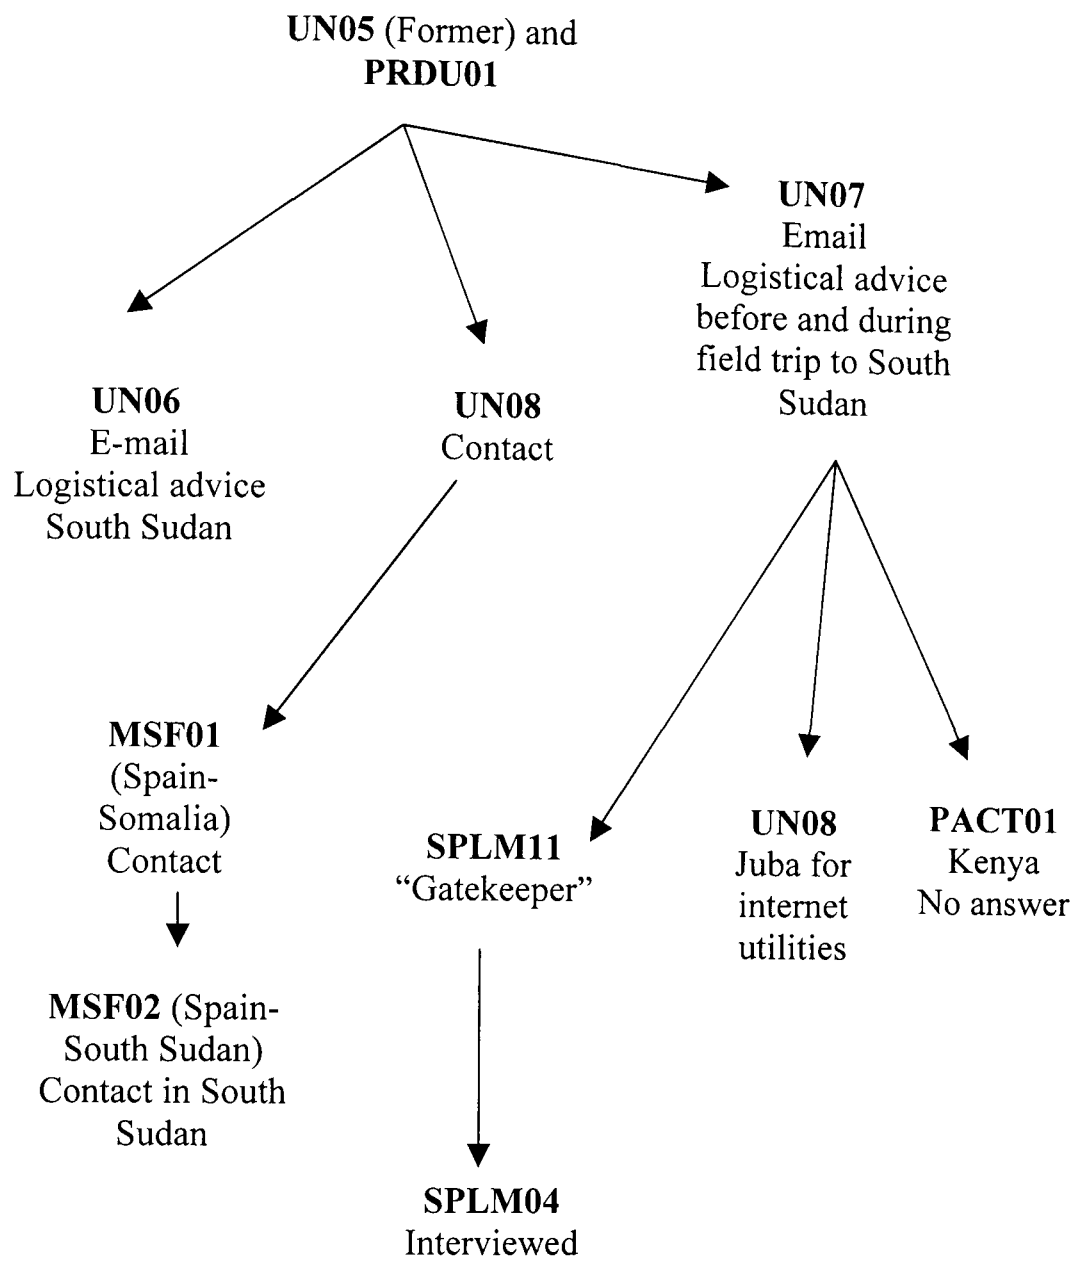 UN05 (Former) and
PRDU01
UN07
Email
Logistical advice
before and during
field trip to South
Sudan
UN06
E-mail
Logistical advice
South Sudan
UN08
Contact
MSF01
(Spain-
Somalia)
Contact
SPLM11
“Gatekeeper”
UN08
Juba for
internet
utilities
PACT01
Kenya
No answer
MSF02 (Spain-
South Sudan)
Contact in South
Sudan
SPLM04
Interviewed